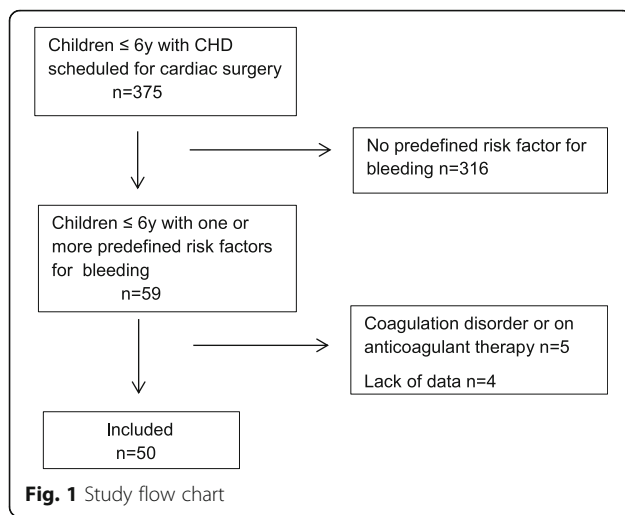 Children ≤ 6y with CHD
scheduled for cardiac surgery
n=375
No predefined risk factor for
bleeding n=316
Children ≤ 6y with one or
more predefined risk factors
for bleeding
n=59
Coagulation disorder or on
anticoagulant therapy n=5
Lack of data n=4
Included
n=50
Fig. 1 Study flow chart